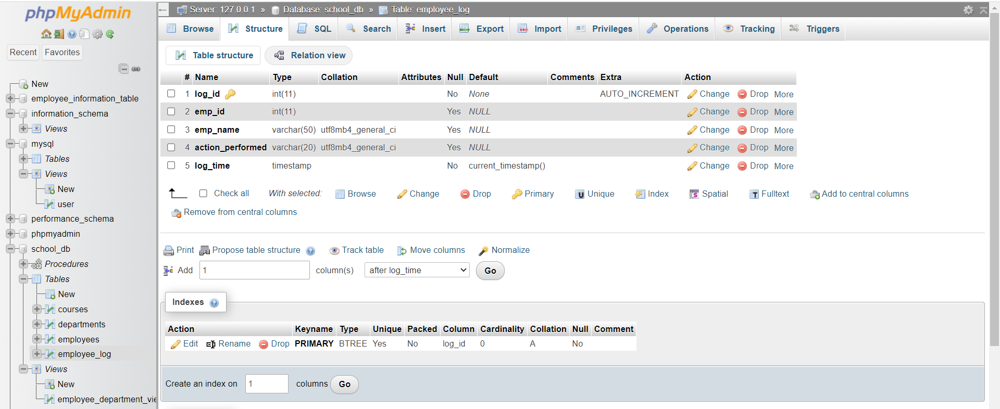 phpMyAdmin
Recent Favorites
New
employee_information_table
information_schema
Views
mysql
Tables
Views
New
user
performance_schema
phpmyadmin
school_db
Procedures
Tables
New
courses
departments
employees
employee_log
Views
New
employee_department_vie
Server: 127.0.0.1 » Database: school_db » Table: employee_log
Browse Structure SQL Search Insert Export Import Privileges Operations Tracking Triggers
Table structure Relation view
# Name Type Collation Attributes Null Default Comments Extra Action
1 log_id int(11) No None AUTO_INCREMENT Change Drop More
2 emp_id int(11) Yes NULL Change Drop More
3 emp_name varchar(50) utf8mb4_general_ci Yes NULL Change Drop More
4 action_performed varchar(20) utf8mb4_general_ci Yes NULL Change Drop More
5 log_time timestamp No current_timestamp() Change Drop More
Check all With selected: Browse Change Drop Primary Unique Index Spatial Fulltext Add to central columns
Remove from central columns
Print Propose table structure Track table Move columns Normalize
Add 1 column(s) after log_time Go
Indexes
Action Keyname Type Unique Packed Column Cardinality Collation Null Comment
Edit Rename Drop PRIMARY BTREE Yes No log_id 0 A No
Create an index on 1 columns Go